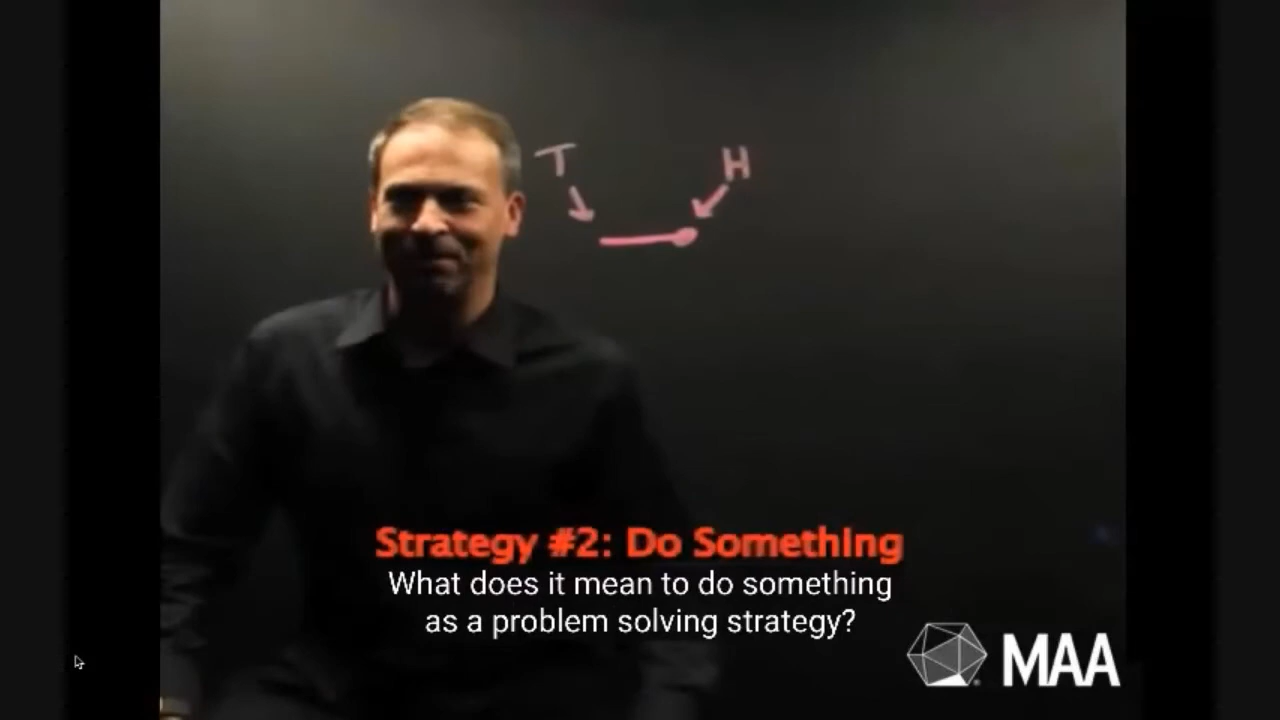 T
H
Strategy #2: Do Something
What does it mean to do something
as a problem solving strategy?
MAA